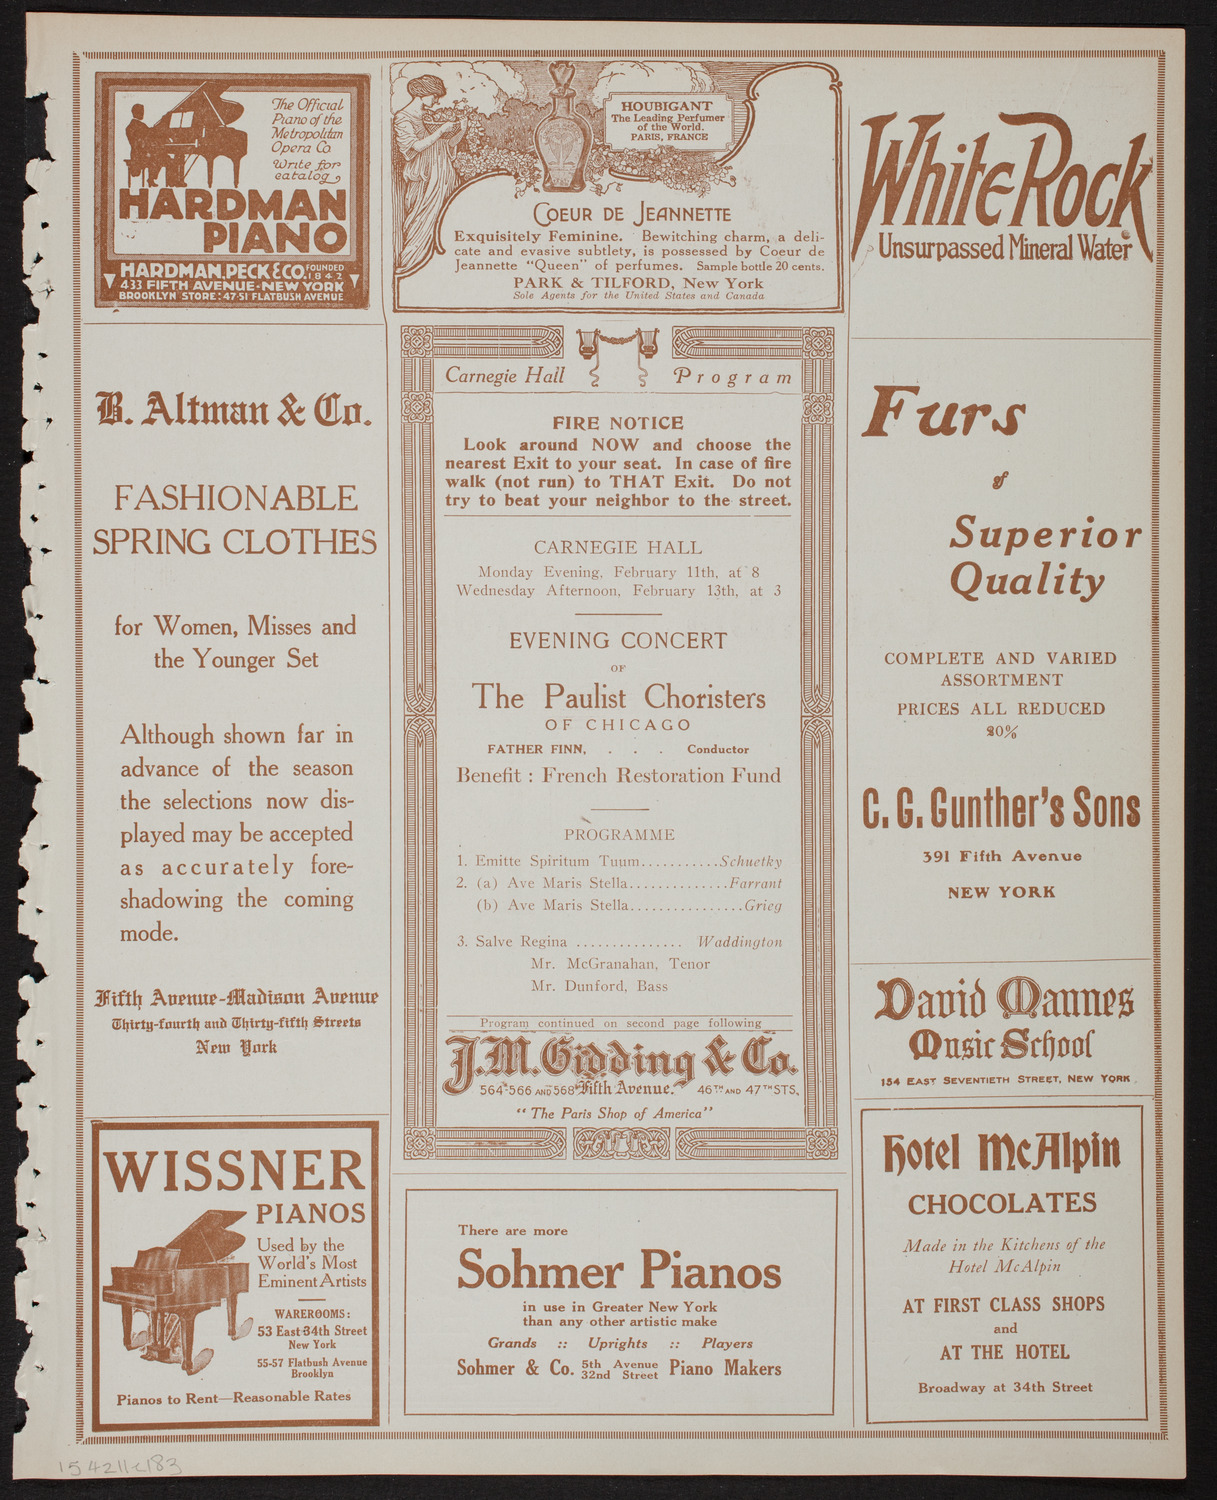 The Official
Piano of the
Metropolitan
Opera Co
Write for
catalog
HARDMAN
PIANO
HARDMAN, PECK & CO. FOUNDED 1842
433 FIFTH AVENUE-NEW YORK
BROOKLYN STORE: 47-51 FLATBUSH AVENUE
HOUBIGANT
The Leading Perfumer
of the World.
PARIS, FRANCE
COEUR DE JEANNETTE
Exquisitely Feminine. Bewitching charm, a deli-
cate and evasive subtlety, is possessed by Coeur de
Jeannette "Queen" of perfumes. Sample bottle 20 cents.
PARK & TILFORD, New York
Sole Agents for the United States and Canada
White Rock
Unsurpassed Mineral Water
B. Altman & Co.
FASHIONABLE
SPRING CLOTHES
for Women, Misses and
the Younger Set
Although shown far in
advance of the season
the selections now dis-
played may be accepted
as accurately fore-
shadowing the coming
mode.
Fifth Avenue-Madison Avenue
Thirty-fourth and Thirty-fifth Streets
New York
WISSNER
PIANOS
Used by the
World's Most
Eminent Artists
WAREROOMS:
53 East 34th Street
New York
55-57 Flatbush Avenue
Brooklyn
Pianos to Rent—Reasonable Rates
Carnegie Hall Program
FIRE NOTICE
Look around NOW and choose the
nearest Exit to your seat. In case of fire
walk (not run) to THAT Exit. Do not
try to beat your neighbor to the street.
CARNEGIE HALL
Monday Evening, February 11th, at 8
Wednesday Afternoon, February 13th, at 3
EVENING CONCERT
OF
The Paulist Choristers
OF CHICAGO
FATHER FINN, . . . Conductor
Benefit : French Restoration Fund
PROGRAMME
1. Emitte Spiritum Tuum...........Schuetky
2. (a) Ave Maris Stella..............Farrant
(b) Ave Maris Stella................Grieg
3. Salve Regina ............... Waddington
Mr. McGranahan, Tenor
Mr. Dunford, Bass
Program continued on second page following
J. M. Gidding & Co.
564-566 AND 568 Fifth Avenue. 46TH AND 47TH STS.
"The Paris Shop of America"
There are more
Sohmer Pianos
in use in Greater New York
than any other artistic make
Grands :: Uprights :: Players
Sohmer & Co. 5th Avenue 32nd Street Piano Makers
Furs
of
Superior
Quality
COMPLETE AND VARIED
ASSORTMENT
PRICES ALL REDUCED
20%
C. G. Gunther's Sons
391 Fifth Avenue
NEW YORK
David Mannes
Music School
154 EAST SEVENTIETH STREET, NEW YORK
Hotel McAlpin
CHOCOLATES
Made in the Kitchens of the
Hotel McAlpin
AT FIRST CLASS SHOPS
and
AT THE HOTEL
Broadway at 34th Street